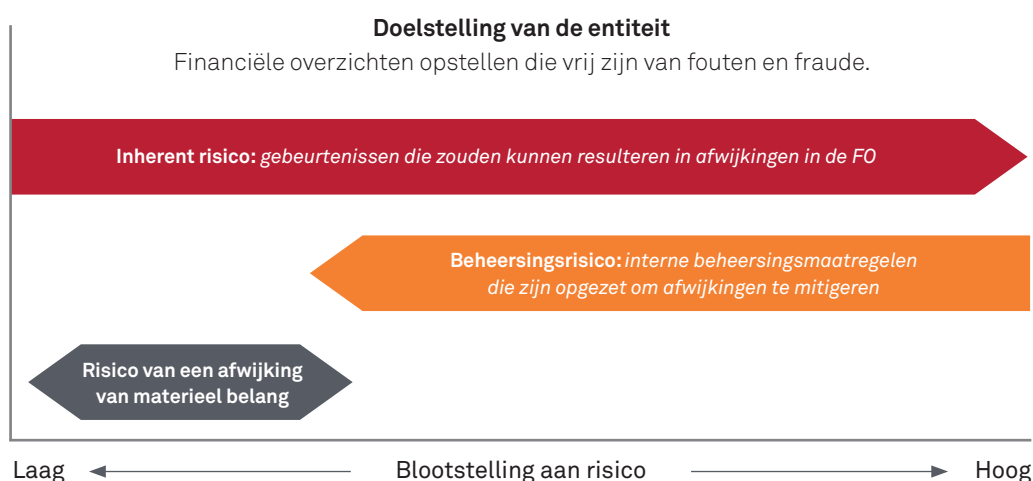 Doelstelling van de entiteit
Financiële overzichten opstellen die vrij zijn van fouten en fraude.
Inherent risico: gebeurtenissen die zouden kunnen resulteren in afwijkingen in de FO
Beheersingsrisico: interne beheersingsmaatregelen
die zijn opgezet om afwijkingen te mitigeren
Risico van een afwijking
van materieel belang
Laag Blootstelling aan risico Hoog